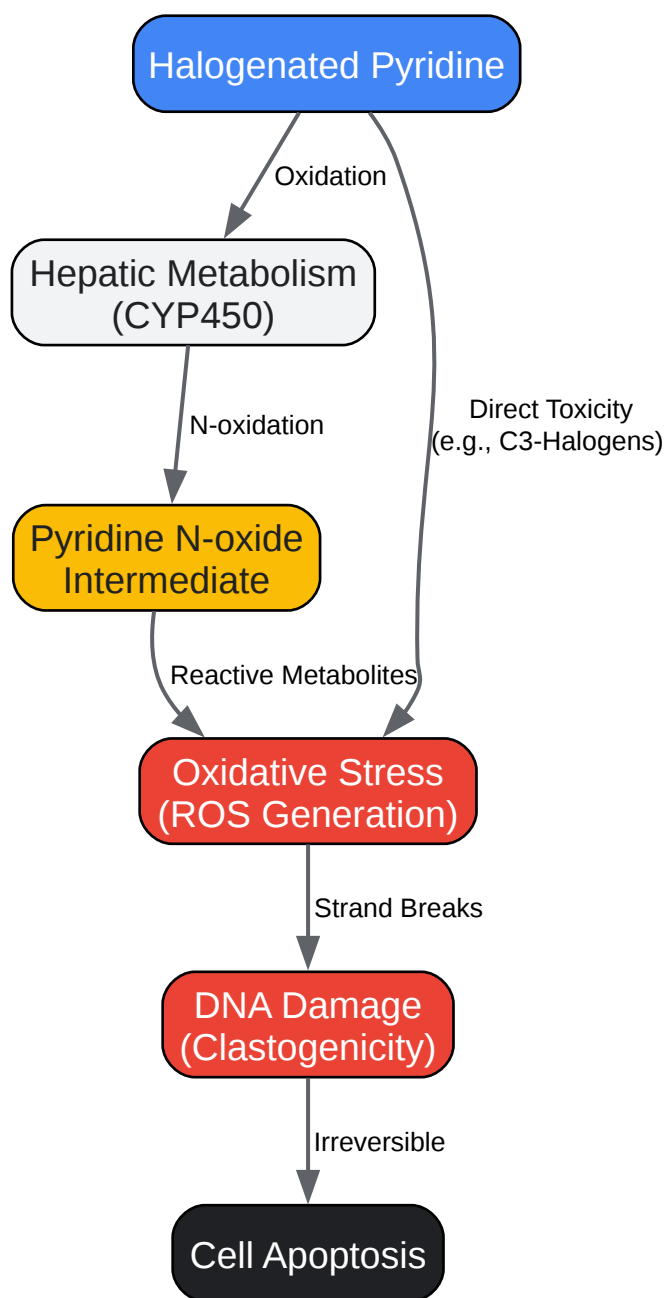 Halogenated Pyridine
Oxidation
Hepatic Metabolism
(CYP450)
N-oxidation
Direct Toxicity
(e.g., C3-Halogens)
Pyridine N-oxide
Intermediate
Reactive Metabolites
Oxidative Stress
(ROS Generation)
Strand Breaks
DNA Damage
(Clastogenicity)
Irreversible
Cell Apoptosis